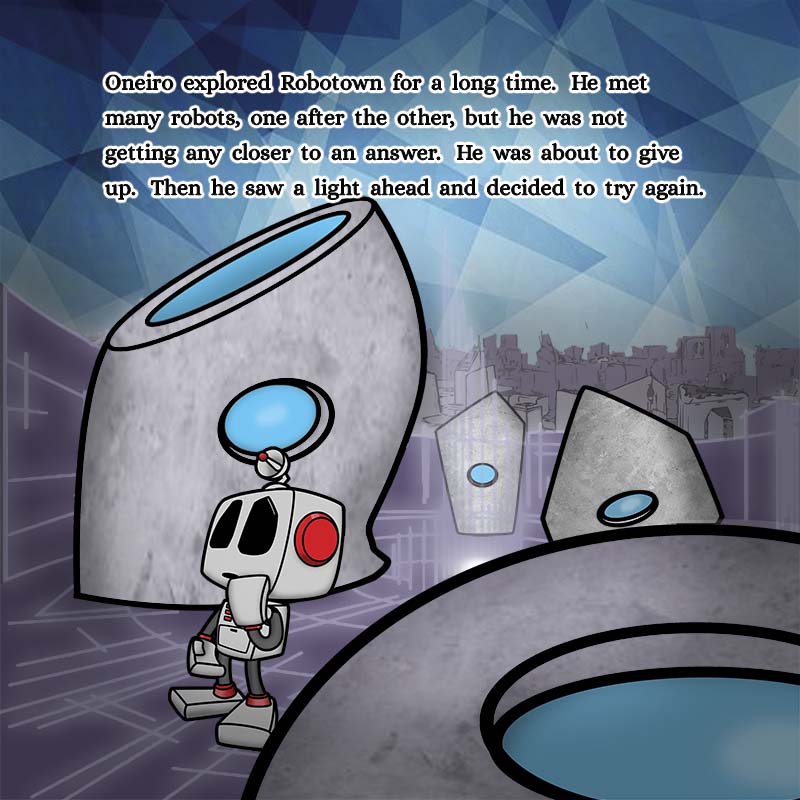 Oneiro explored Robotown for a long time. He met
many robots, one after the other, but he was not
getting any closer to an answer. He was about to give
up. Then he saw a light ahead and decided to try again.